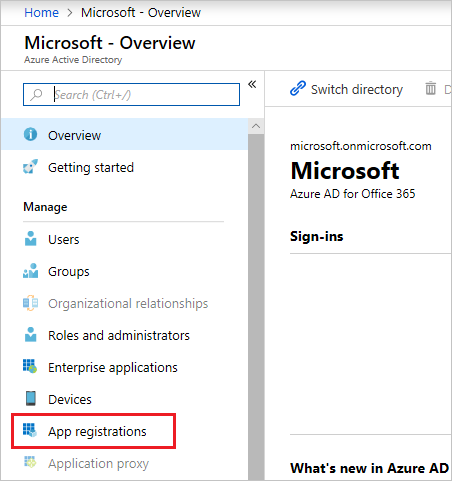 Home > Microsoft - Overview
Microsoft - Overview
Azure Active Directory
Search (Ctrl+/)
«
Overview
Getting started
Manage
Users
Groups
Organizational relationships
Roles and administrators
Enterprise applications
Devices
App registrations
Application proxy
Switch directory
microsoft.onmicrosoft.com
Microsoft
Azure AD for Office 365
Sign-ins
What's new in Azure AD